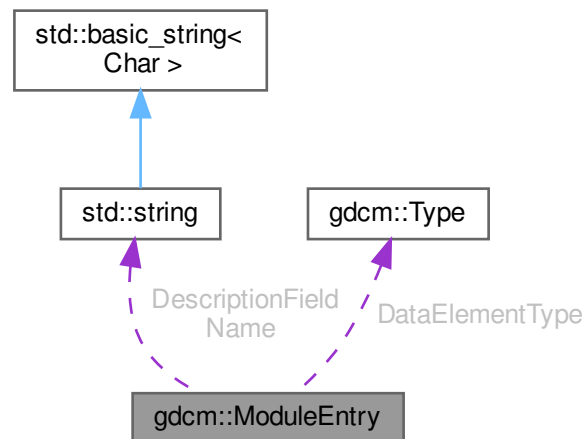 std::basic_string<
Char >
std::string
gdcm::Type
DescriptionField
Name
DataElementType
gdcm::ModuleEntry